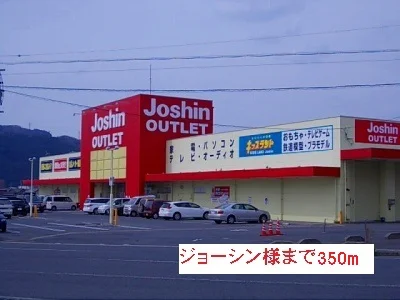 Joshin
OUTLET
Joshin
OUTLET
家 電・パソコン
テレビ・オーディオ
キッズランド
おもちゃ・テレビゲーム
鉄道模型・プラモデル
Joshin OUTLET
ジョーシン様まで350m